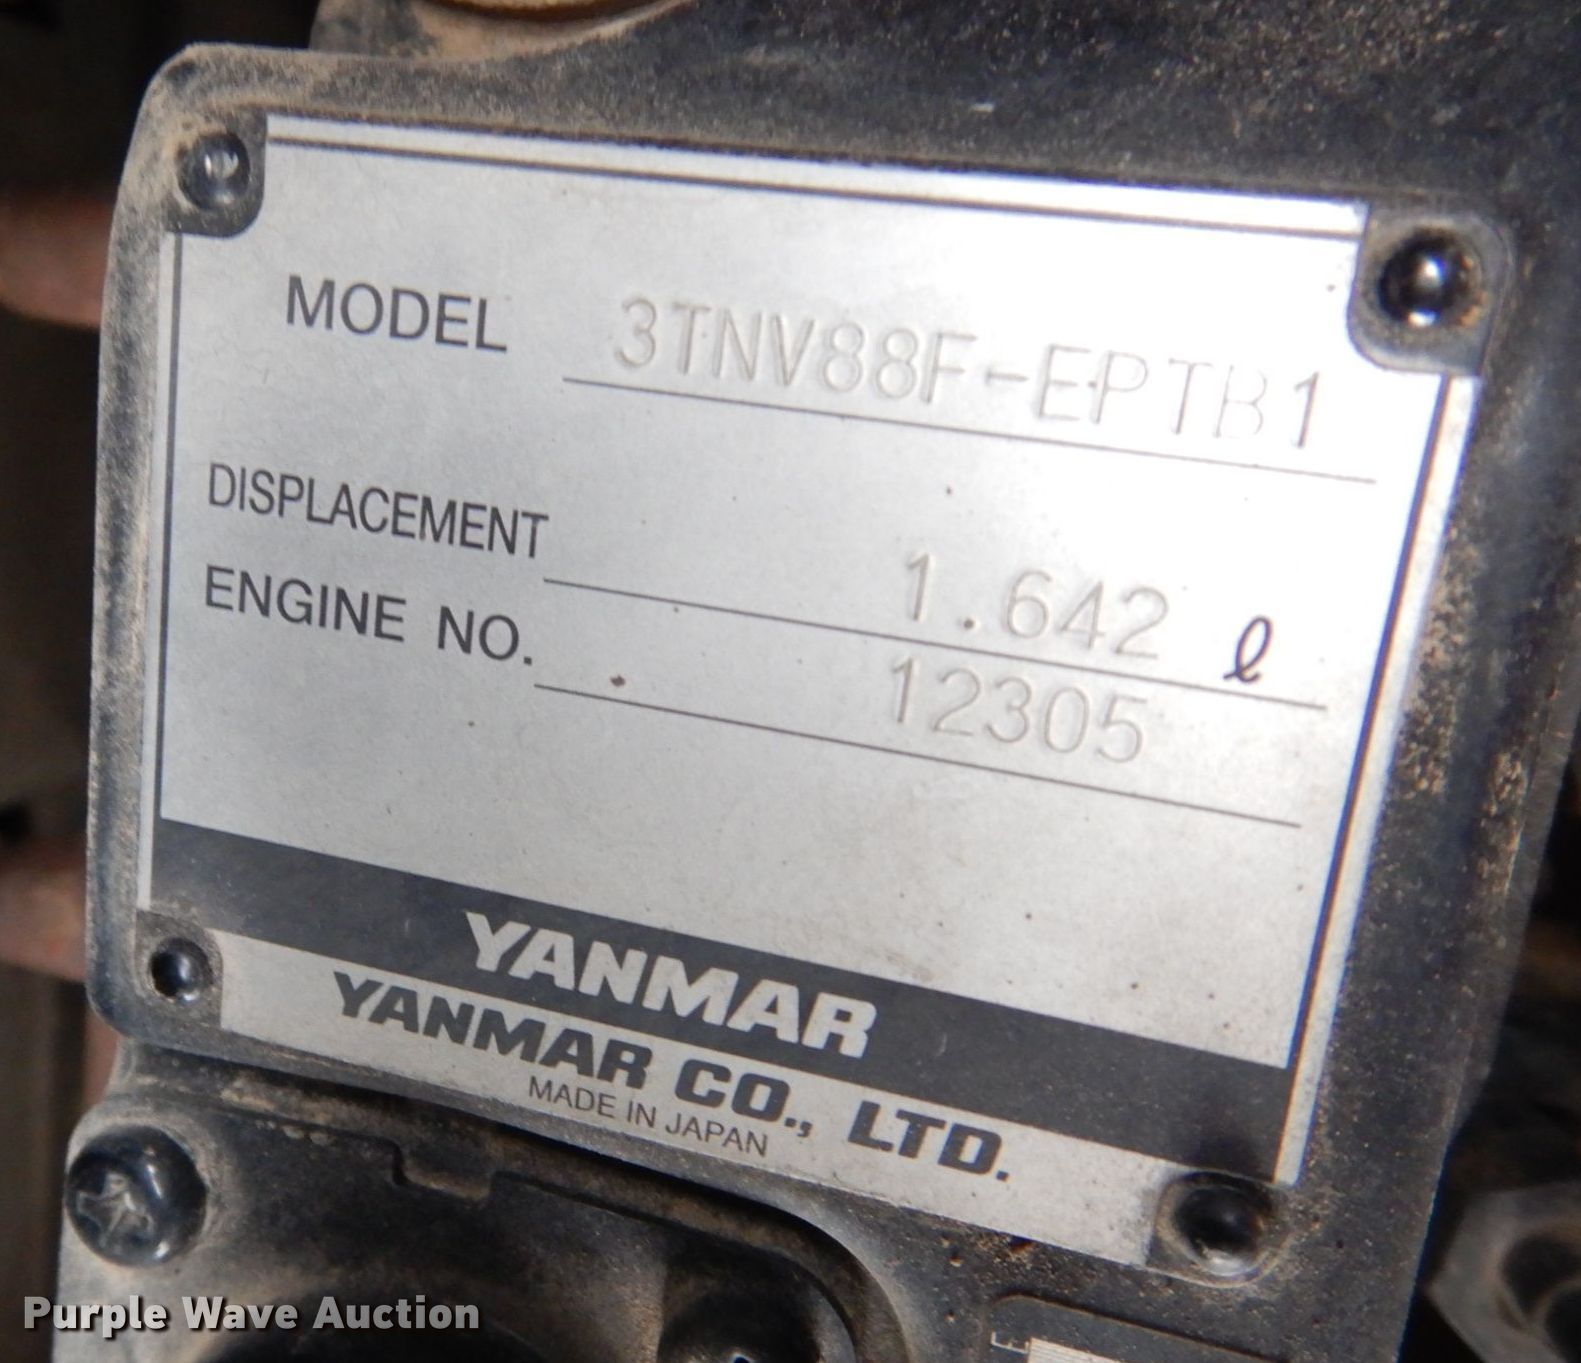 MODEL 3TNV88F-EPTB1
DISPLACEMENT 1.642 ℓ
ENGINE NO. 12305
YANMAR
YANMAR CO., LTD.
MADE IN JAPAN
Purple Wave Auction